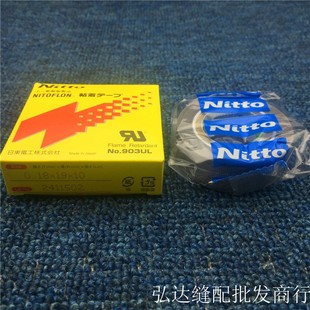 Nitto
NITOFLON 粘着テープ
Flame Retardant
No.903UL
日東電工株式会社
Nitto
Nitto
Nitto
弘达缝配批发商行